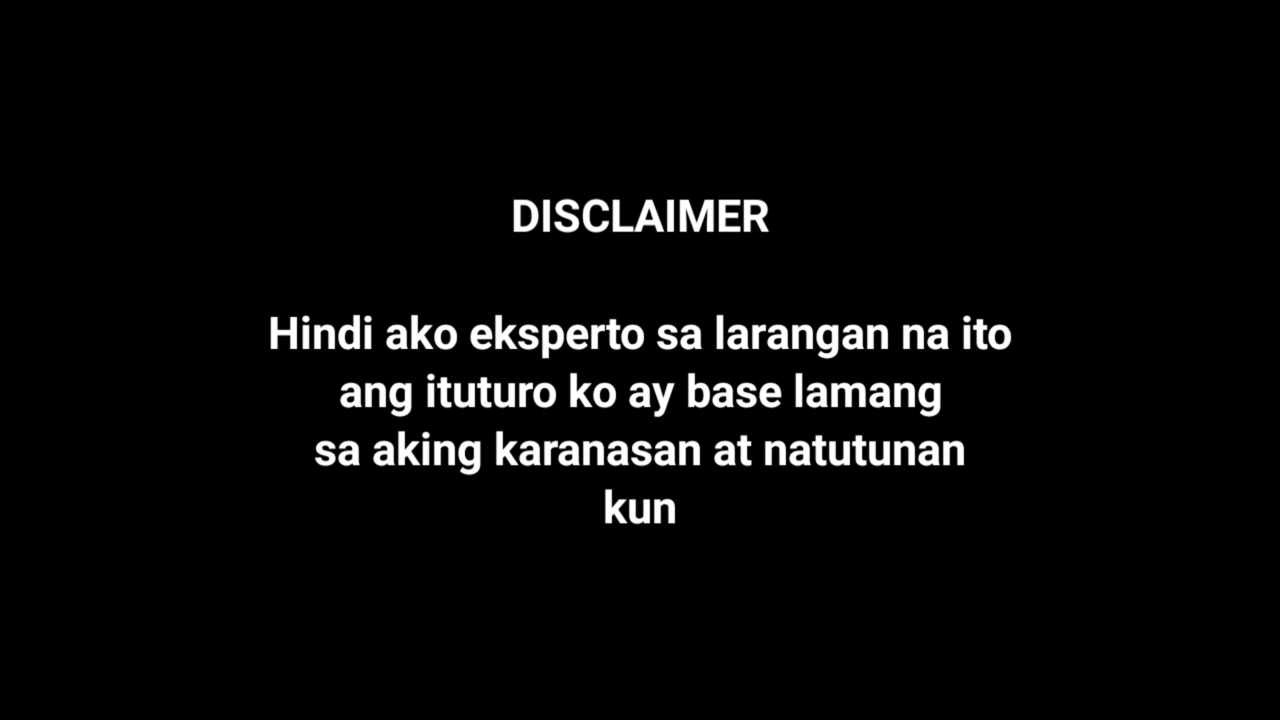 DISCLAIMER
Hindi ako eksperto sa larangan na ito
ang ituturo ko ay base lamang
sa aking karanasan at natutunan
kun